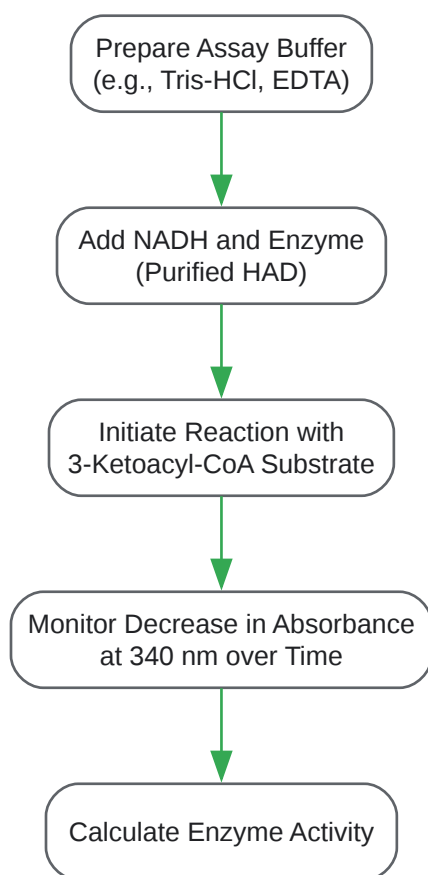 Prepare Assay Buffer
(e.g., Tris-HCl, EDTA)
Add NADH and Enzyme
(Purified HAD)
Initiate Reaction with
3-Ketoacyl-CoA Substrate
Monitor Decrease in Absorbance
at 340 nm over Time
Calculate Enzyme Activity